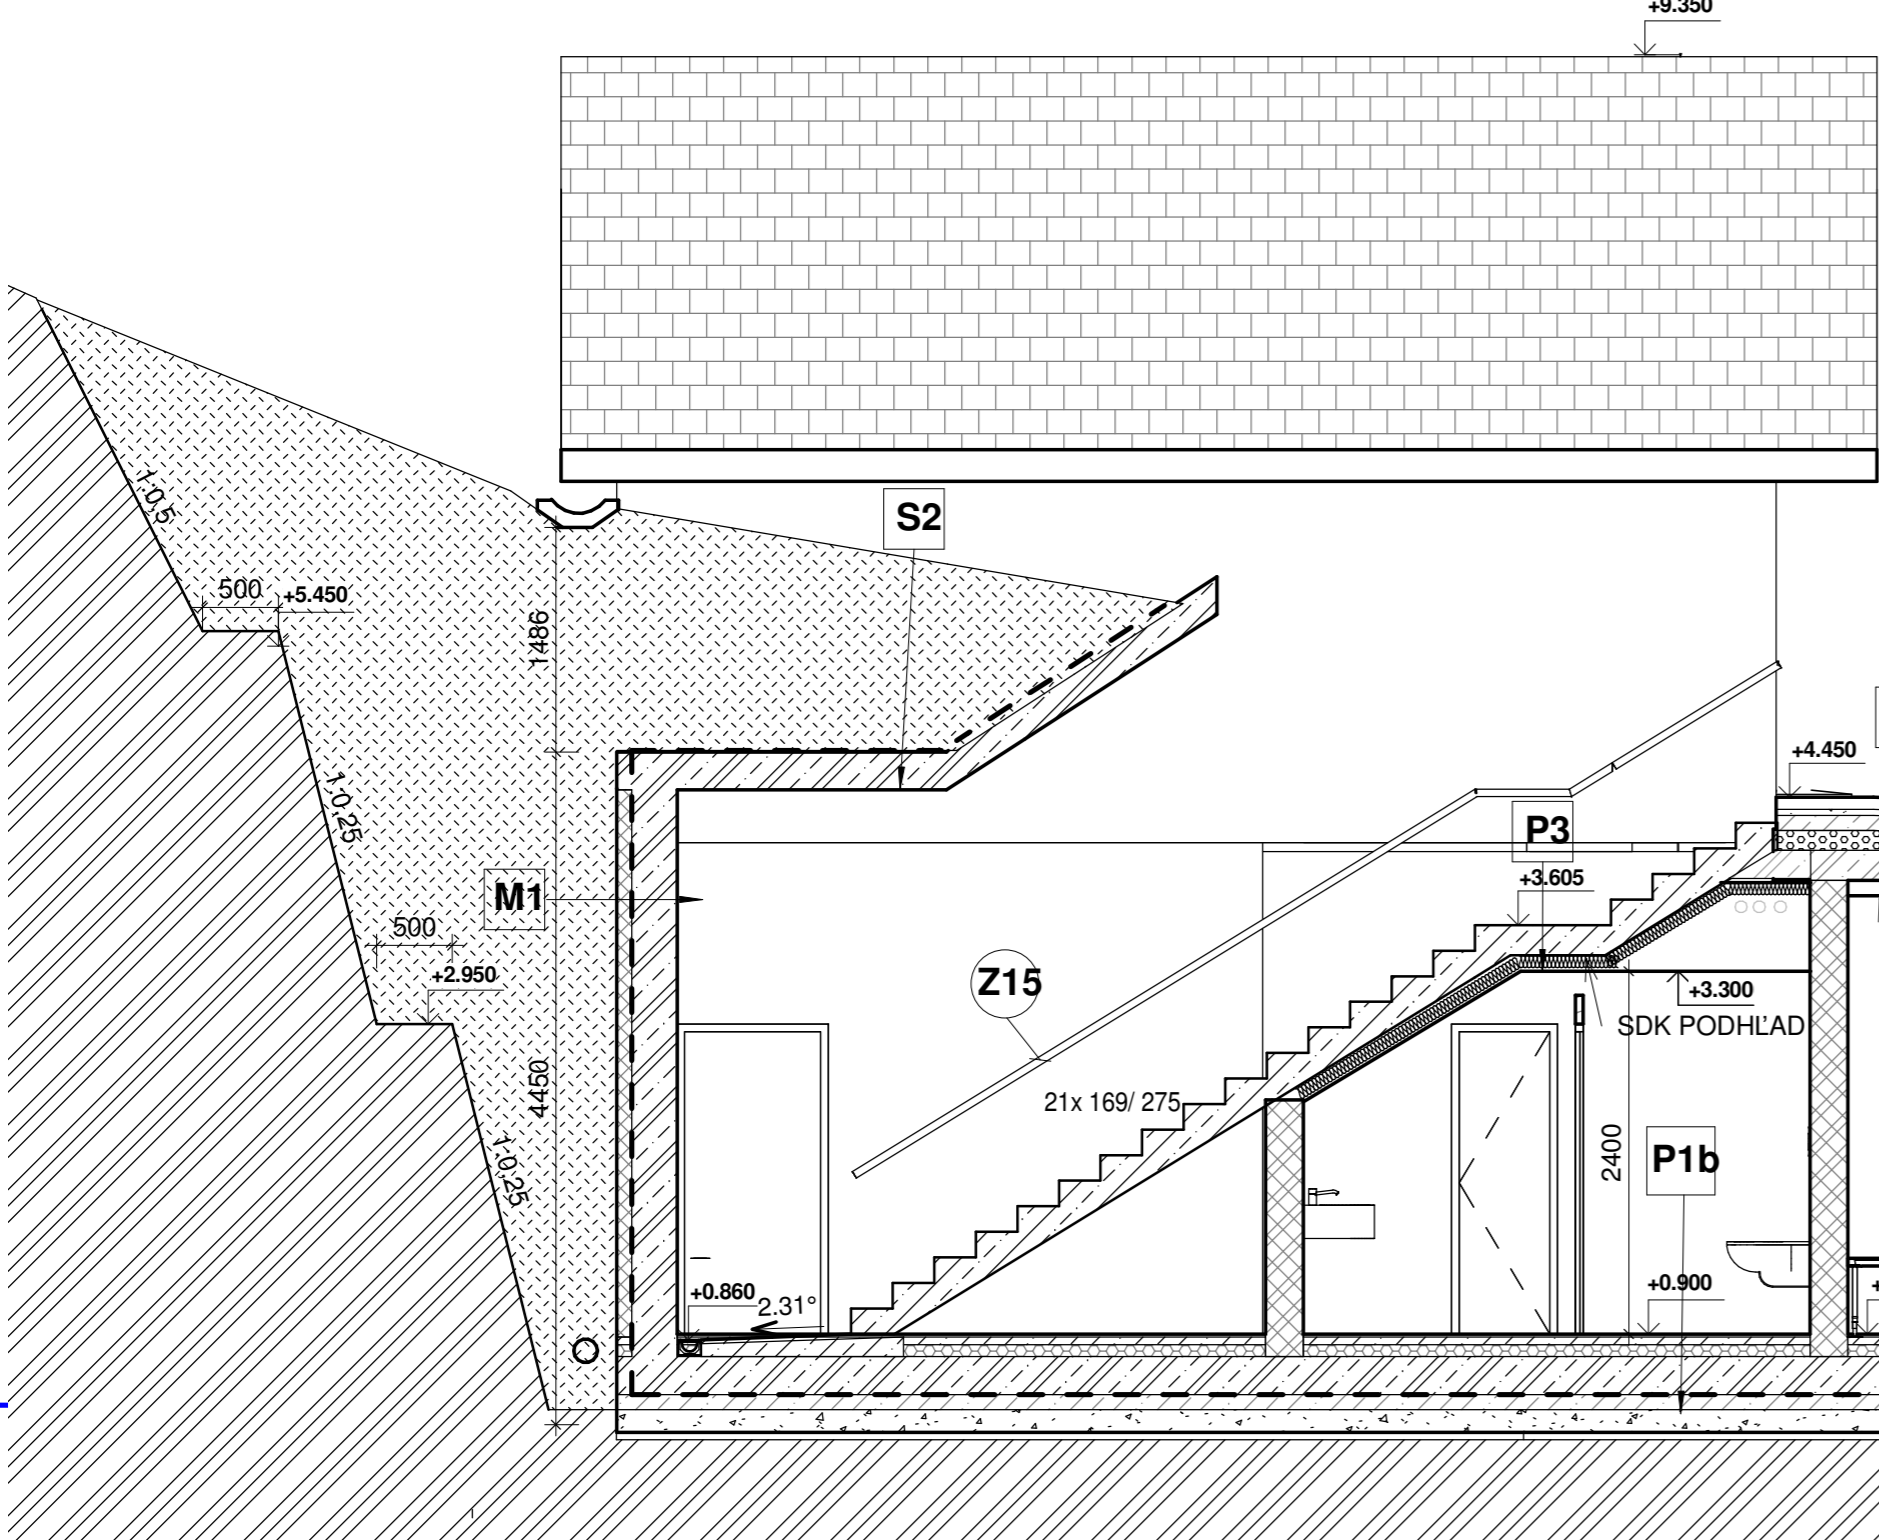 +9.350
S2
1:0,5
500
+5.450
1486
+4.450
1:0,25
P3
M1
+3.605
500
+2.950
Z15
+3.300
SDK PODHĽAD
4450
21x 169/ 275
1:0,25
2400
P1b
+0.860
2.31°
+0.900
+